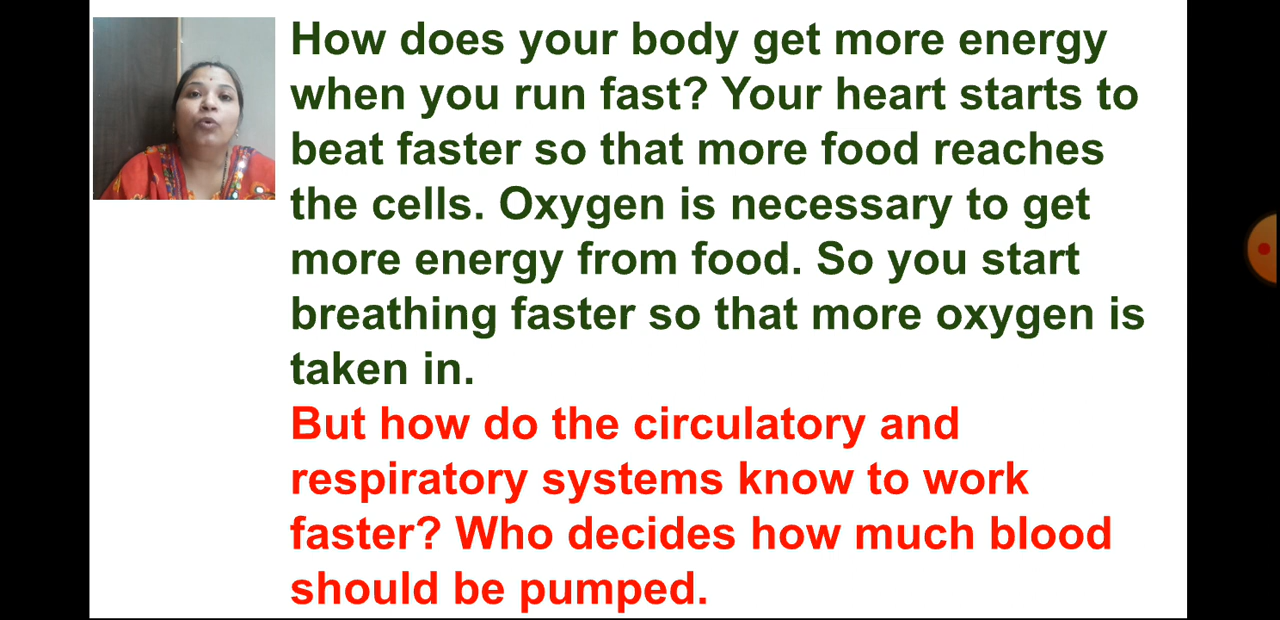 How does your body get more energy
when you run fast? Your heart starts to
beat faster so that more food reaches
the cells. Oxygen is necessary to get
more energy from food. So you start
breathing faster so that more oxygen is
taken in.
But how do the circulatory and
respiratory systems know to work
faster? Who decides how much blood
should be pumped.